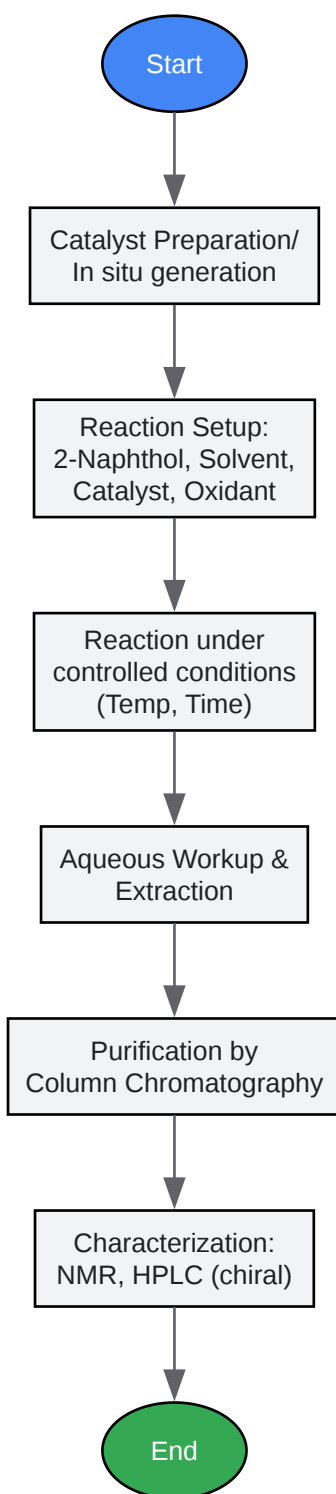 Start
Catalyst Preparation/
In situ generation
Reaction Setup:
2-Naphthol, Solvent,
Catalyst, Oxidant
Reaction under
controlled conditions
(Temp, Time)
Aqueous Workup &
Extraction
Purification by
Column Chromatography
Characterization:
NMR, HPLC (chiral)
End